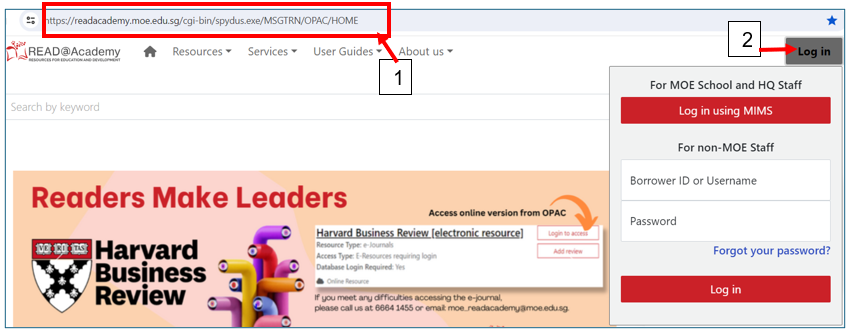 https://readacademy.moe.edu.sg/cgi-bin/spydus.exe/MSGTRN/OPAC/HOME
1
2
READ@Academy
RESOURCES FOR EDUCATION AND DEVELOPMENT
Resources
Services
User Guides
About us
Log in
Search by keyword
For MOE School and HQ Staff
Log in using MIMS
For non-MOE Staff
Borrower ID or Username
Password
Forgot your password?
Log in
Readers Make Leaders
Access online version from OPAC
VE RI TAS
Harvard
Business
Review
Harvard Business Review [electronic resource]
Resource Type: e-Journals
Access Type: E-Resources requiring login
Database Login Required: Yes
Online Resource
Login to access
Add review
If you meet any difficulties accessing the e-journal,
please call us at 6664 1455 or email: moe_readacademy@moe.edu.sg.